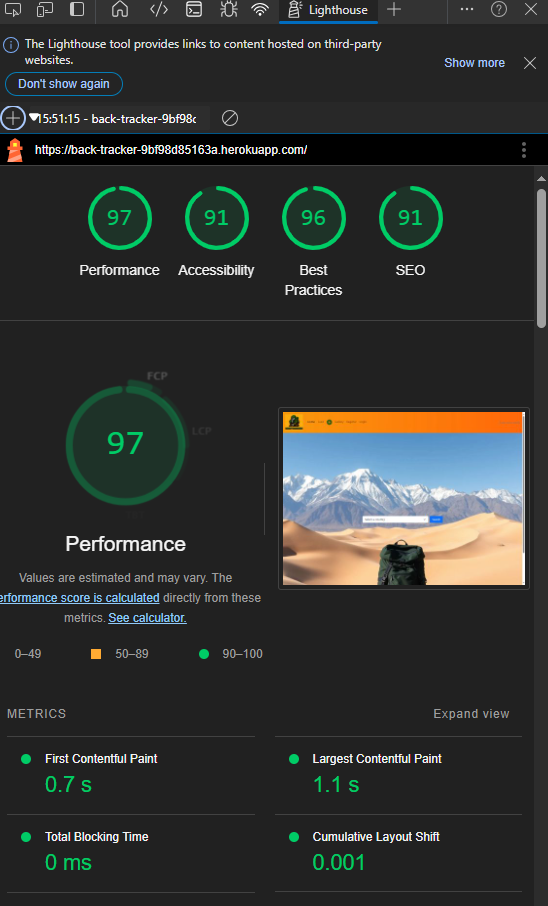 Lighthouse
The Lighthouse tool provides links to content hosted on third-party
websites.
Show more
Don't show again
15:51:15 - back-tracker-9bf98c
https://back-tracker-9bf98d85163a.herokuapp.com/
97
91
96
91
Performance
Accessibility
Best
Practices
SEO
FCP
LCP
97
Performance
Values are estimated and may vary. The
erformance score is calculated directly from these
metrics. See calculator.
0–49
50–89
90–100
METRICS
Expand view
First Contentful Paint
0.7 s
Largest Contentful Paint
1.1 s
Total Blocking Time
0 ms
Cumulative Layout Shift
0.001